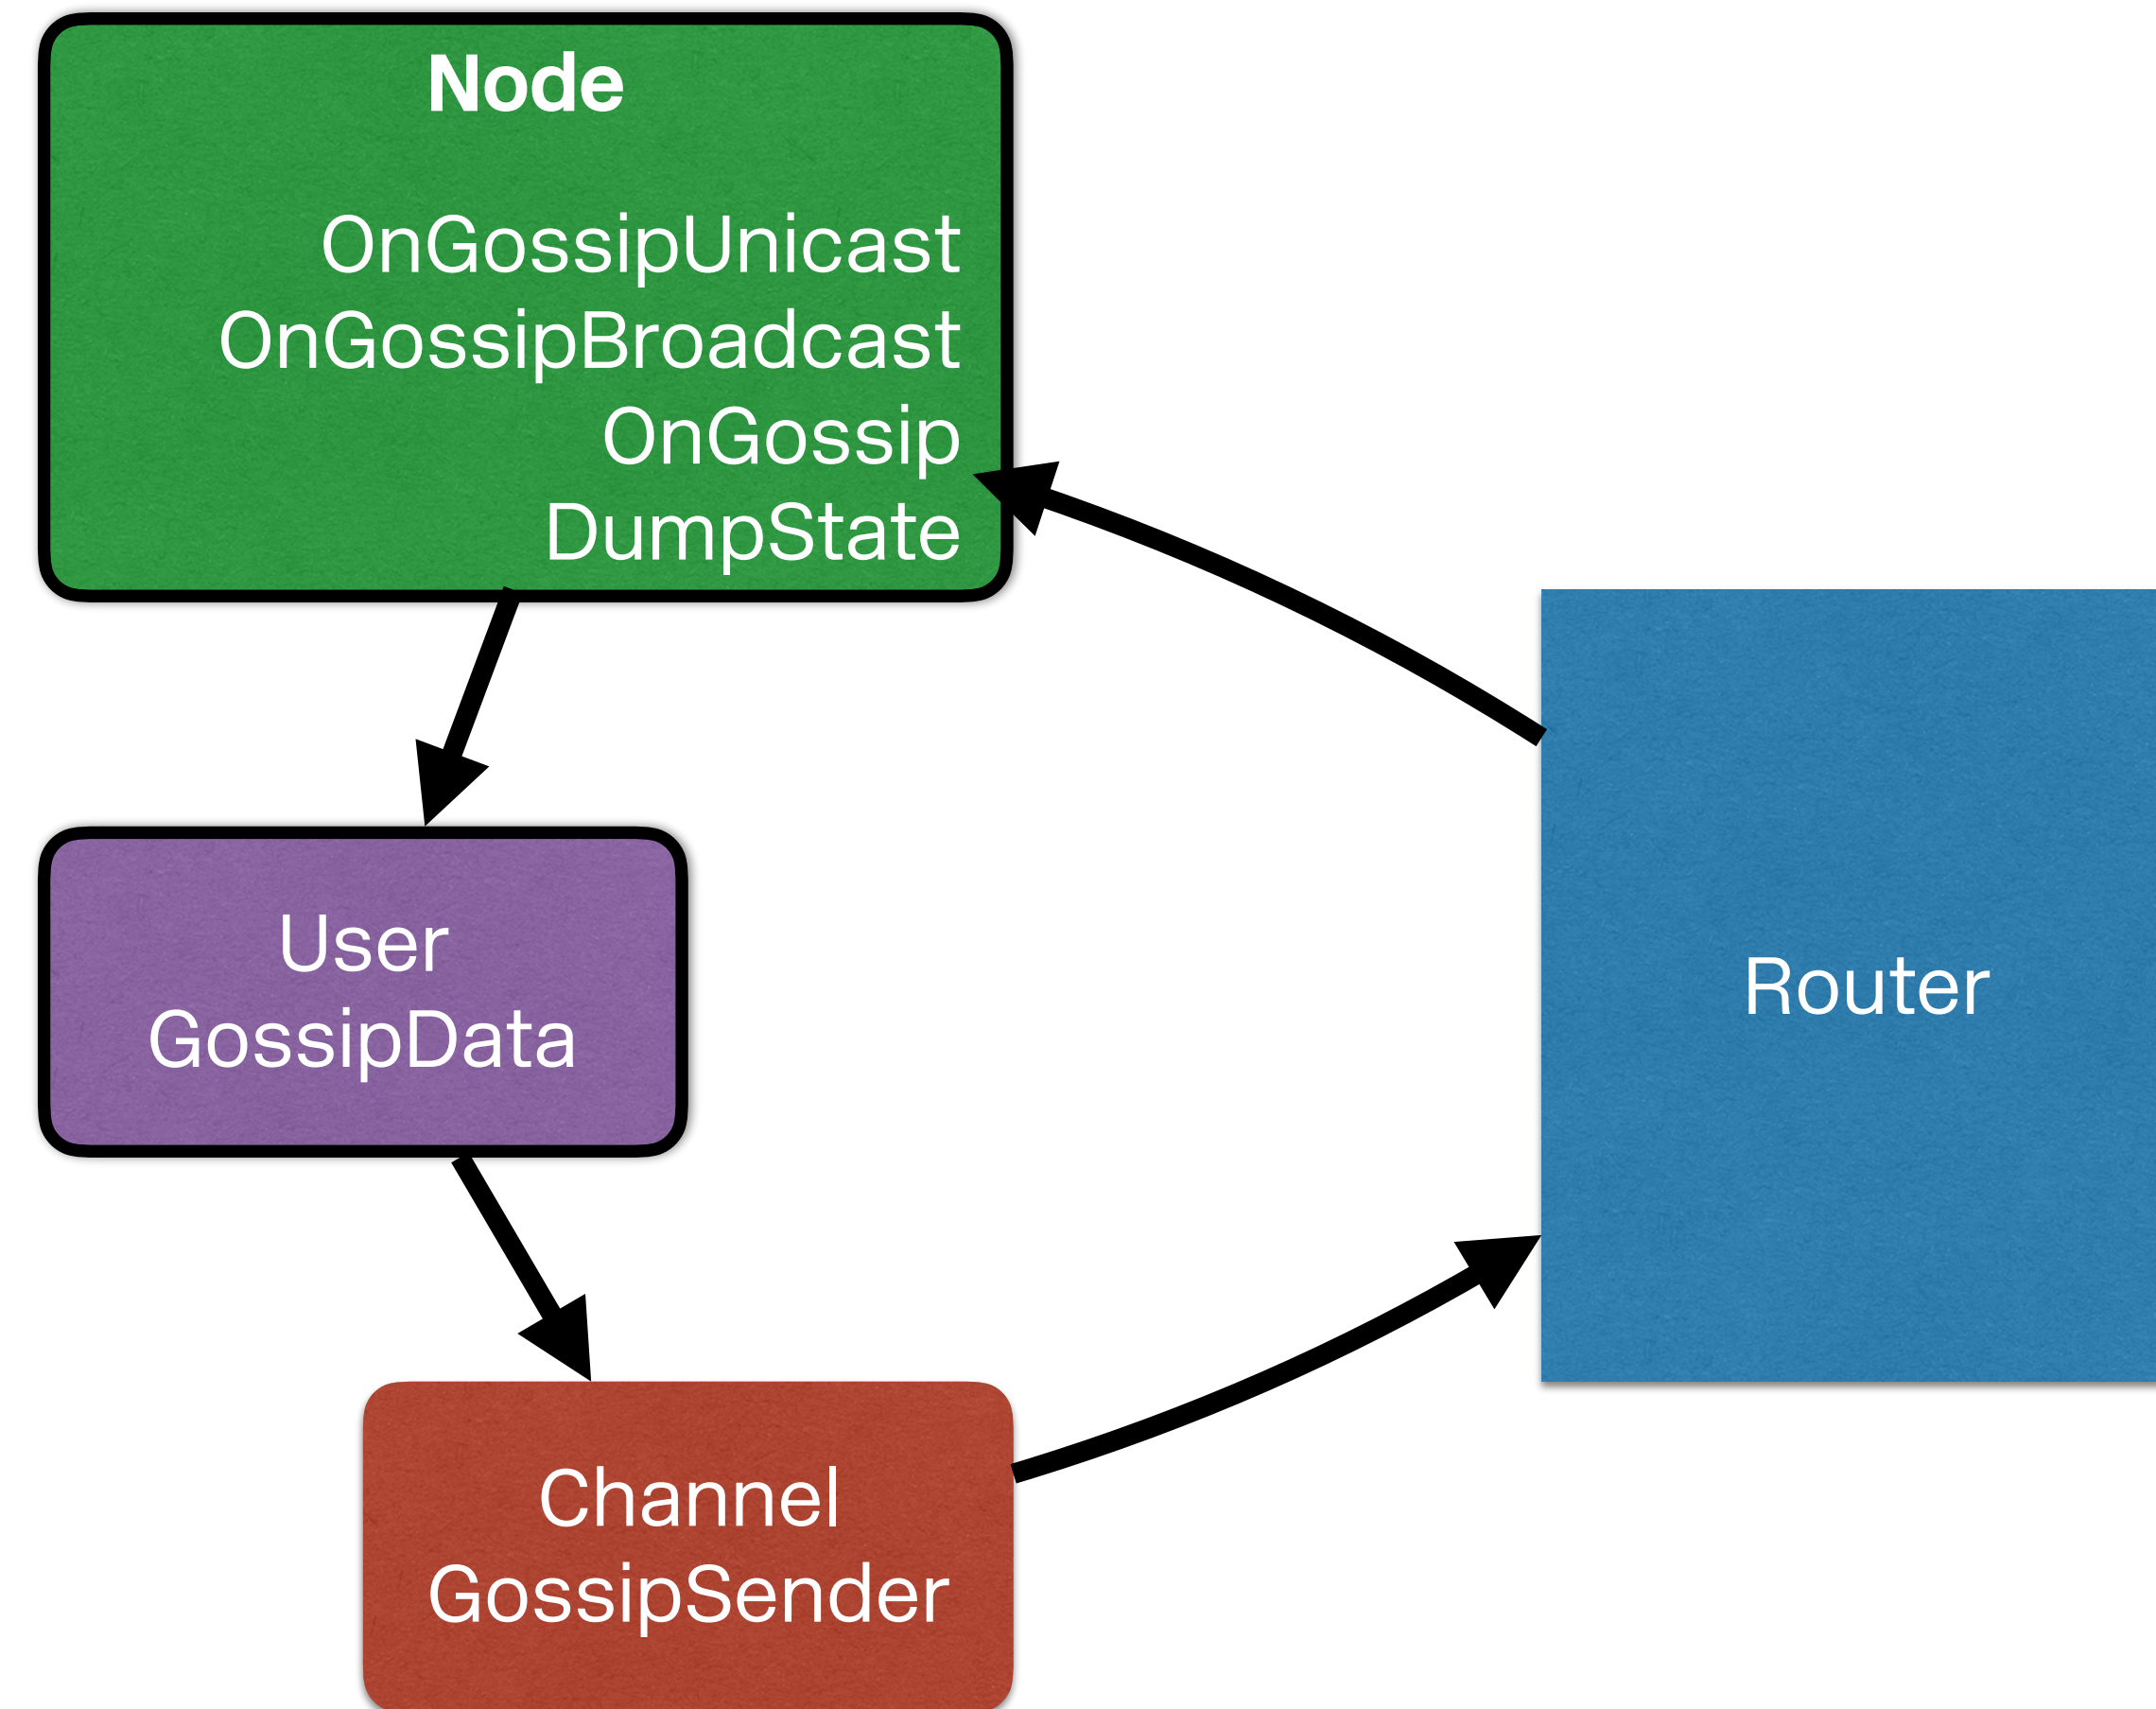 Node
OnGossipUnicast
OnGossipBroadcast
OnGossip
DumpState
User
GossipData
Router
Channel
GossipSender